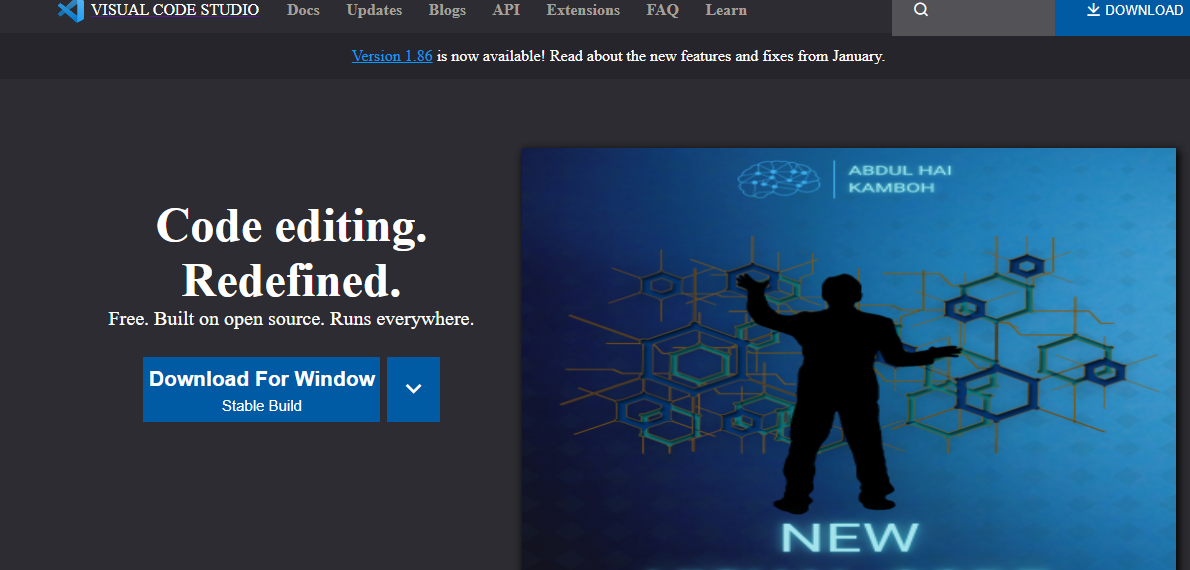 VISUAL CODE STUDIO Docs Updates Blogs API Extensions FAQ Learn DOWNLOAD
Version 1.86 is now available! Read about the new features and fixes from January.
ABDUL HAI
KAMBOH
Code editing.
Redefined.
Free. Built on open source. Runs everywhere.
Download For Window
Stable Build
NEW